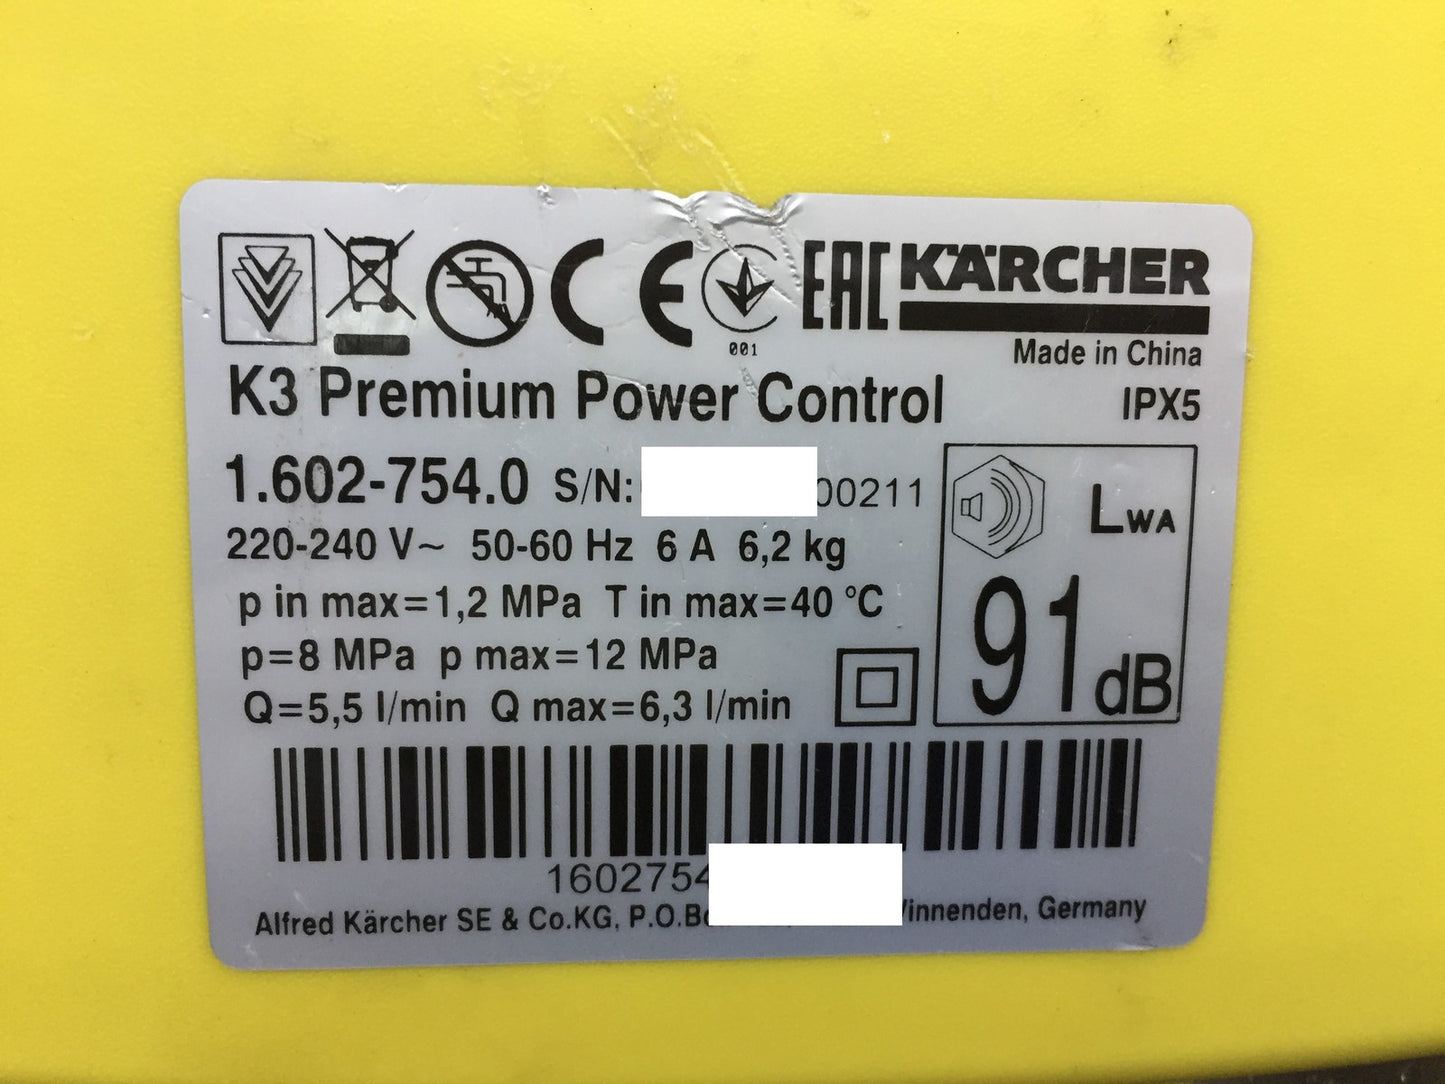 CE 001 EAC KÄRCHER
Made in China
K3 Premium Power Control IPX5
1.602-754.0 S/N: 00211
220-240 V~ 50-60 Hz 6 A 6,2 kg
p in max=1,2 MPa T in max=40 °C
p=8 MPa p max=12 MPa
Q=5,5 l/min Q max=6,3 l/min
LWA
91 dB
1602754
Alfred Kärcher SE & Co.KG, P.O. Germany